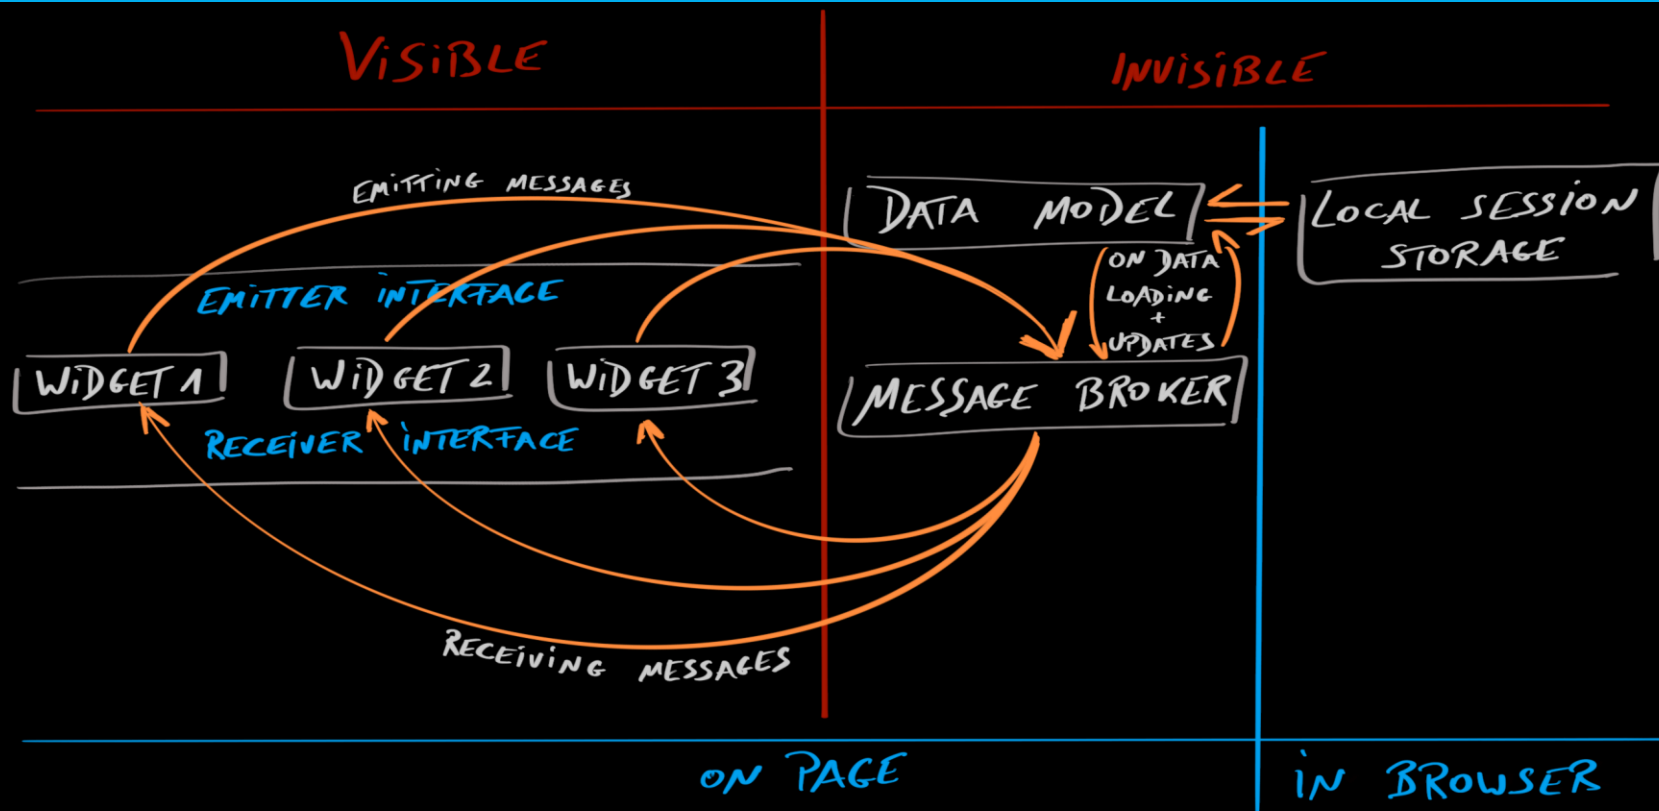 VISIBLE
INVISIBLE
EMITTING MESSAGES
DATA MODEL
LOCAL SESSION
STORAGE
ON DATA
LOADING
+
UPDATES
EMITTER INTERFACE
WIDGET 1
WIDGET 2
WIDGET 3
MESSAGE BROKER
RECEIVER INTERFACE
RECEIVING MESSAGES
ON PAGE
IN BROWSER